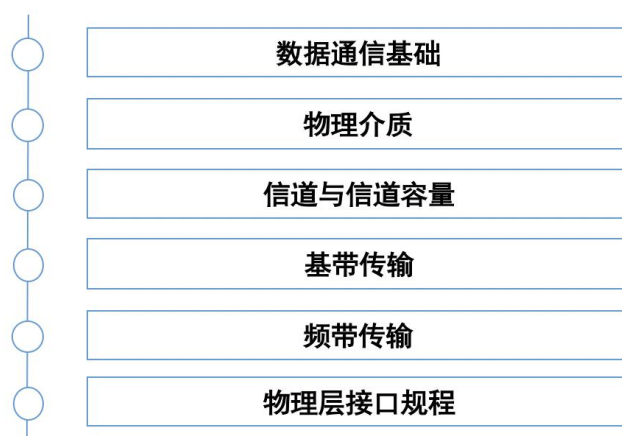 数据通信基础
物理介质
信道与信道容量
基带传输
频带传输
物理层接口规程